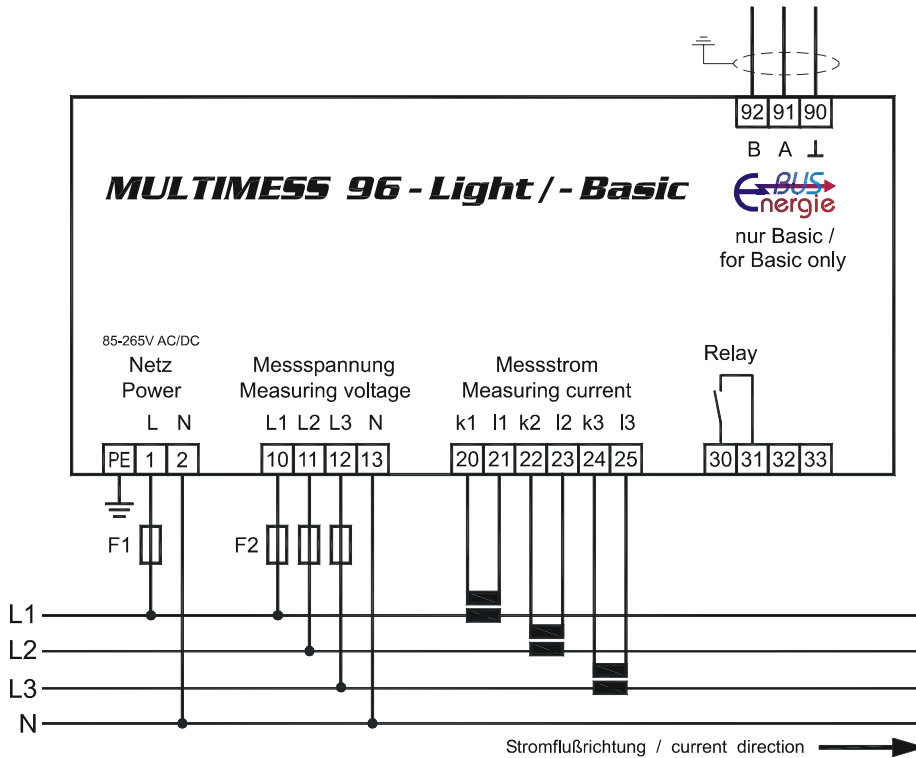 92 91 90
B A ⊥
MULTIMESS 96 - Light / - Basic
BUS
Energie
nur Basic /
for Basic only
85-265V AC/DC
Netz
Power
L N
PE 1 2
Messspannung
Measuring voltage
L1 L2 L3 N
10 11 12 13
Messstrom
Measuring current
k1 l1 k2 l2 k3 l3
20 21 22 23 24 25
Relay
30 31 32 33
F1
F2
L1
L2
L3
N
Stromflußrichtung / current direction